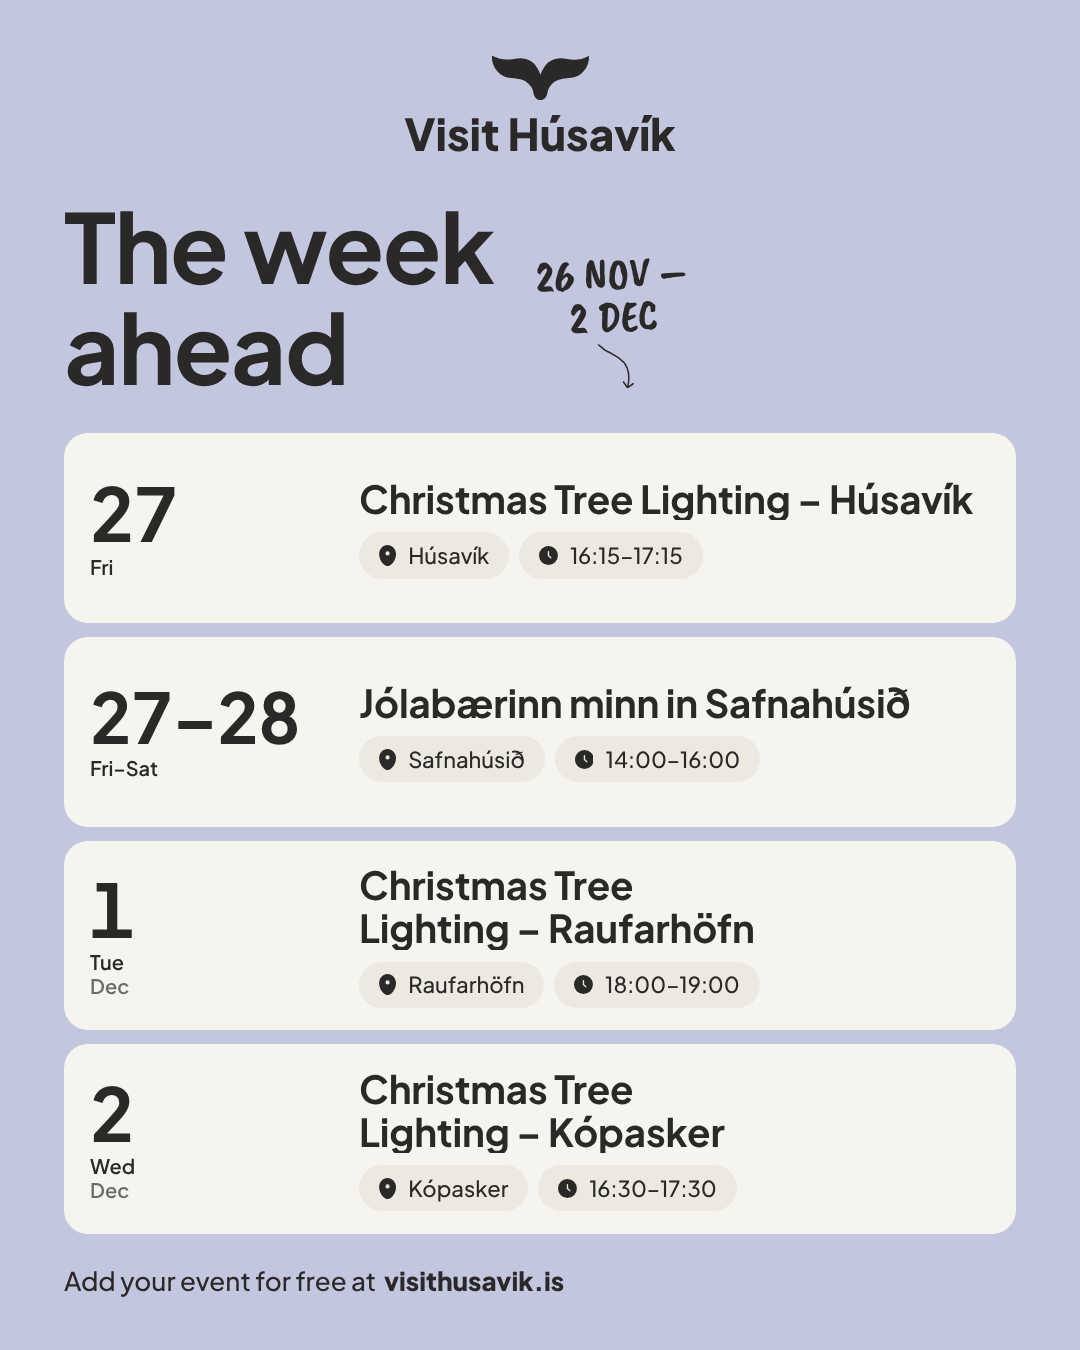 Visit Húsavík
The week
ahead
26 NOV –
2 DEC
27
Fri
Christmas Tree Lighting – Húsavík
Húsavík
16:15–17:15
27–28
Fri–Sat
Jólabærinn minn in Safnahúsið
Safnahúsið
14:00–16:00
1
Tue
Dec
Christmas Tree
Lighting – Raufarhöfn
Raufarhöfn
18:00–19:00
2
Wed
Dec
Christmas Tree
Lighting – Kópasker
Kópasker
16:30–17:30
Add your event for free at visithusavik.is